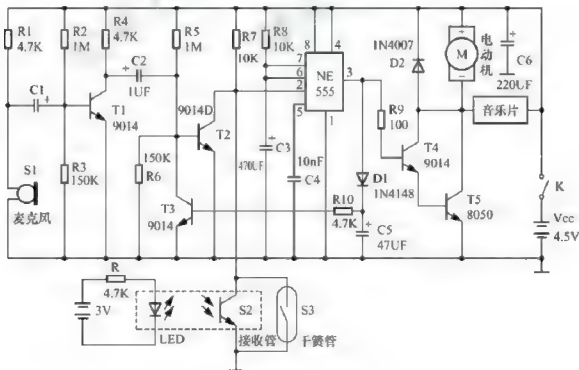 R1
4.7K
R2
1M
R4
4.7K
R5
1M
R7
10K
R8
10K
8
4
7
6
2
5
3
1
NE
555
1N4007
D2
M
电动机
C6
220UF
音乐片
C1
C2
1UF
T1
9014
9014D
T2
R9
100
T4
9014
T5
8050
R3
150K
150K
R6
T3
9014
C3
470UF
10nF
C4
D1
1N4148
R10
4.7K
C5
47UF
S1
麦克风
K
Vcc
4.5V
R
4.7K
3V
LED
S2
接收管
S3
干簧管